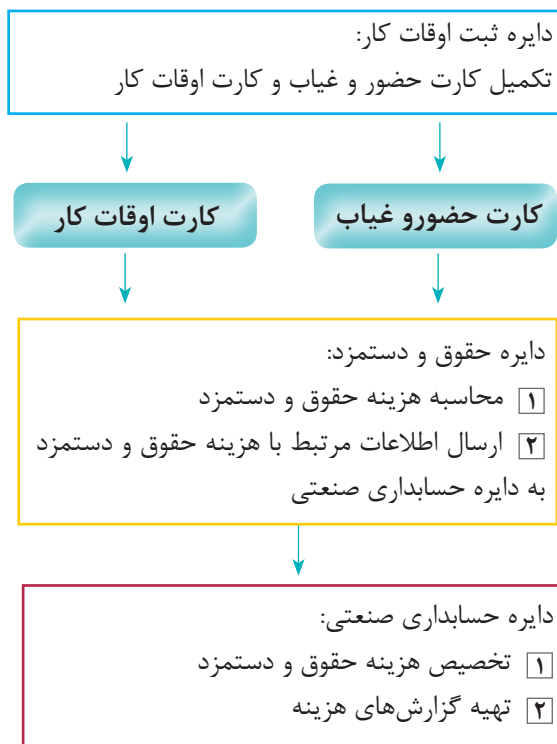 دایره ثبت اوقات کار:
تکمیل کارت حضور و غیاب و کارت اوقات کار
کارت حضورو غیاب
کارت اوقات کار
دایره حقوق و دستمزد:
۱ محاسبه هزینه حقوق و دستمزد
۲ ارسال اطلاعات مرتبط با هزینه حقوق و دستمزد
به دایره حسابداری صنعتی
دایره حسابداری صنعتی:
۱ تخصیص هزینه حقوق و دستمزد
۲ تهیه گزارش‌های هزینه